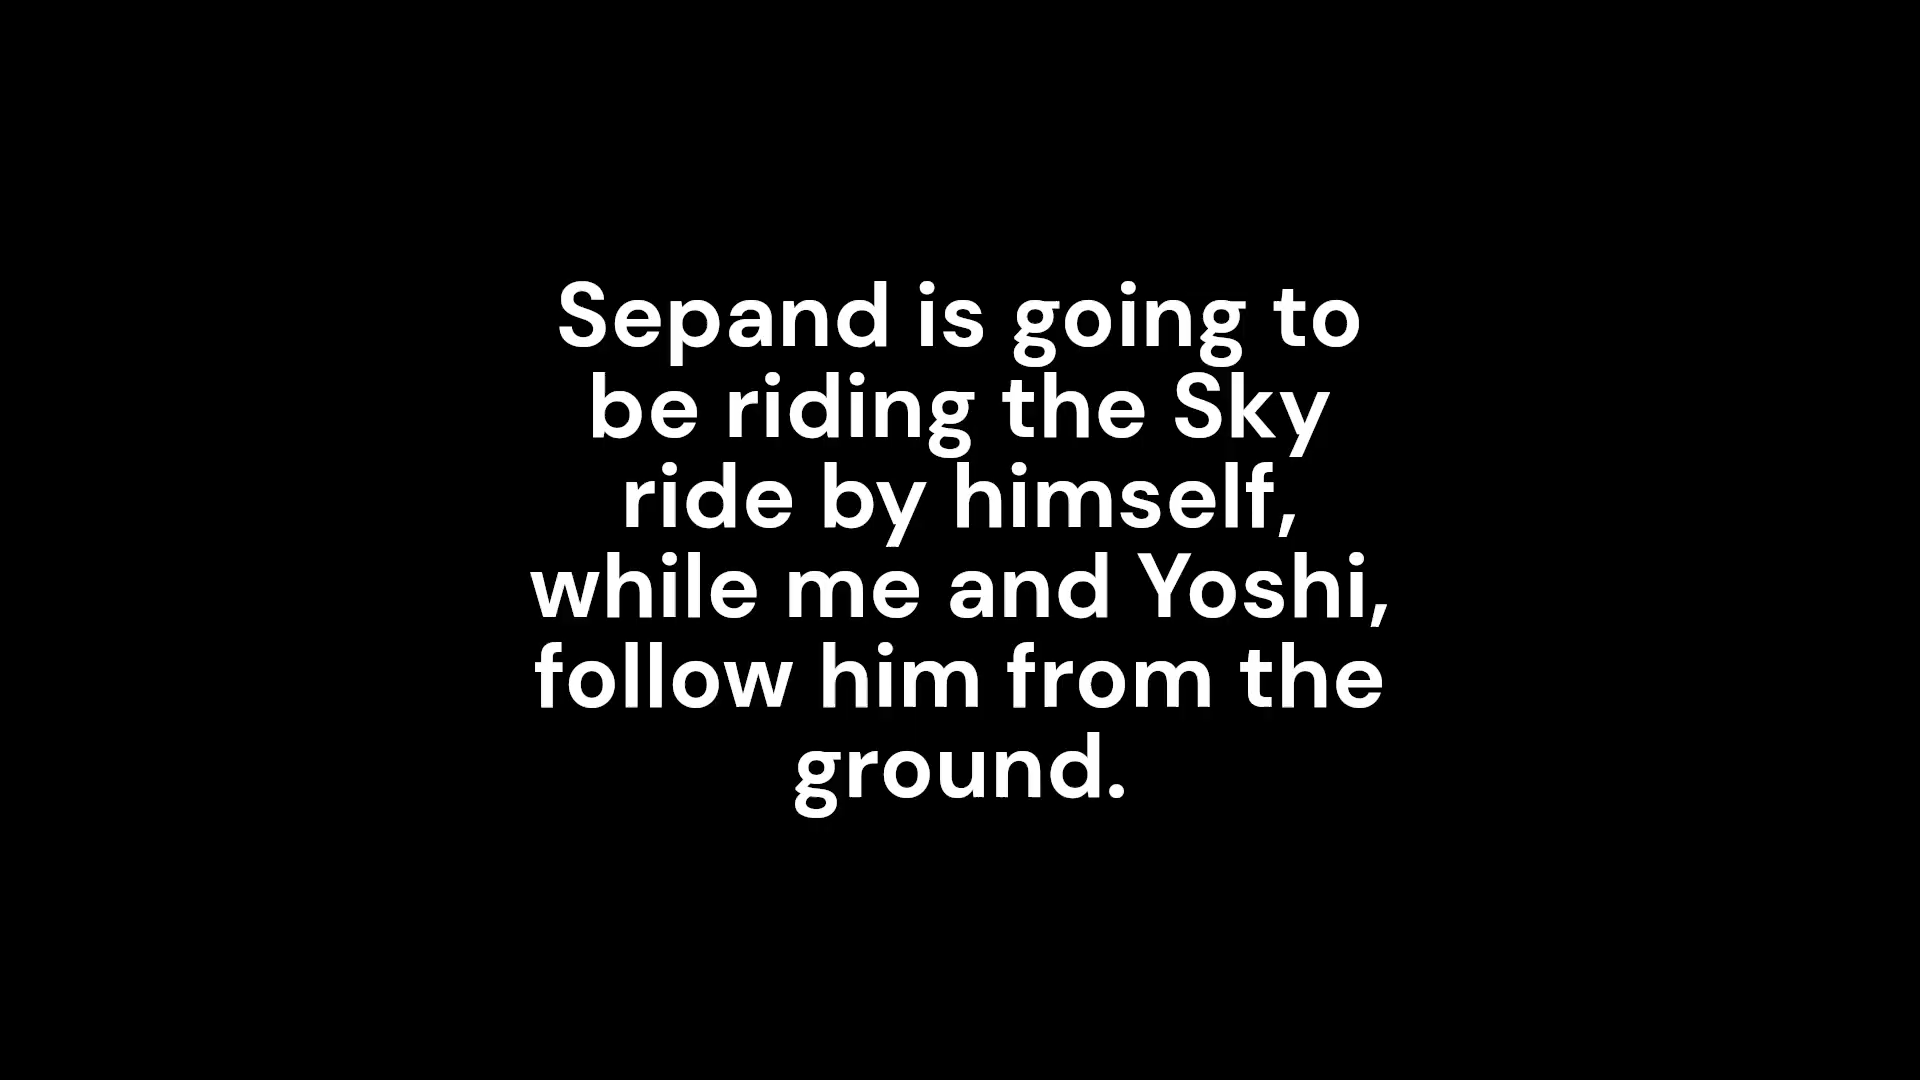 Sepand is going to
be riding the Sky
ride by himself,
while me and Yoshi,
follow him from the
ground.